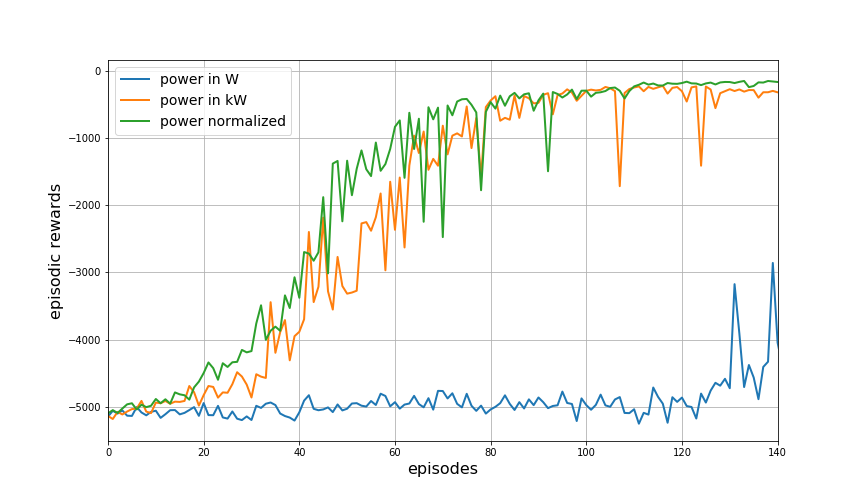 power in W
power in kW
power normalized
0
−1000
−2000
−3000
−4000
−5000
episodic rewards
0 20 40 60 80 100 120 140
episodes